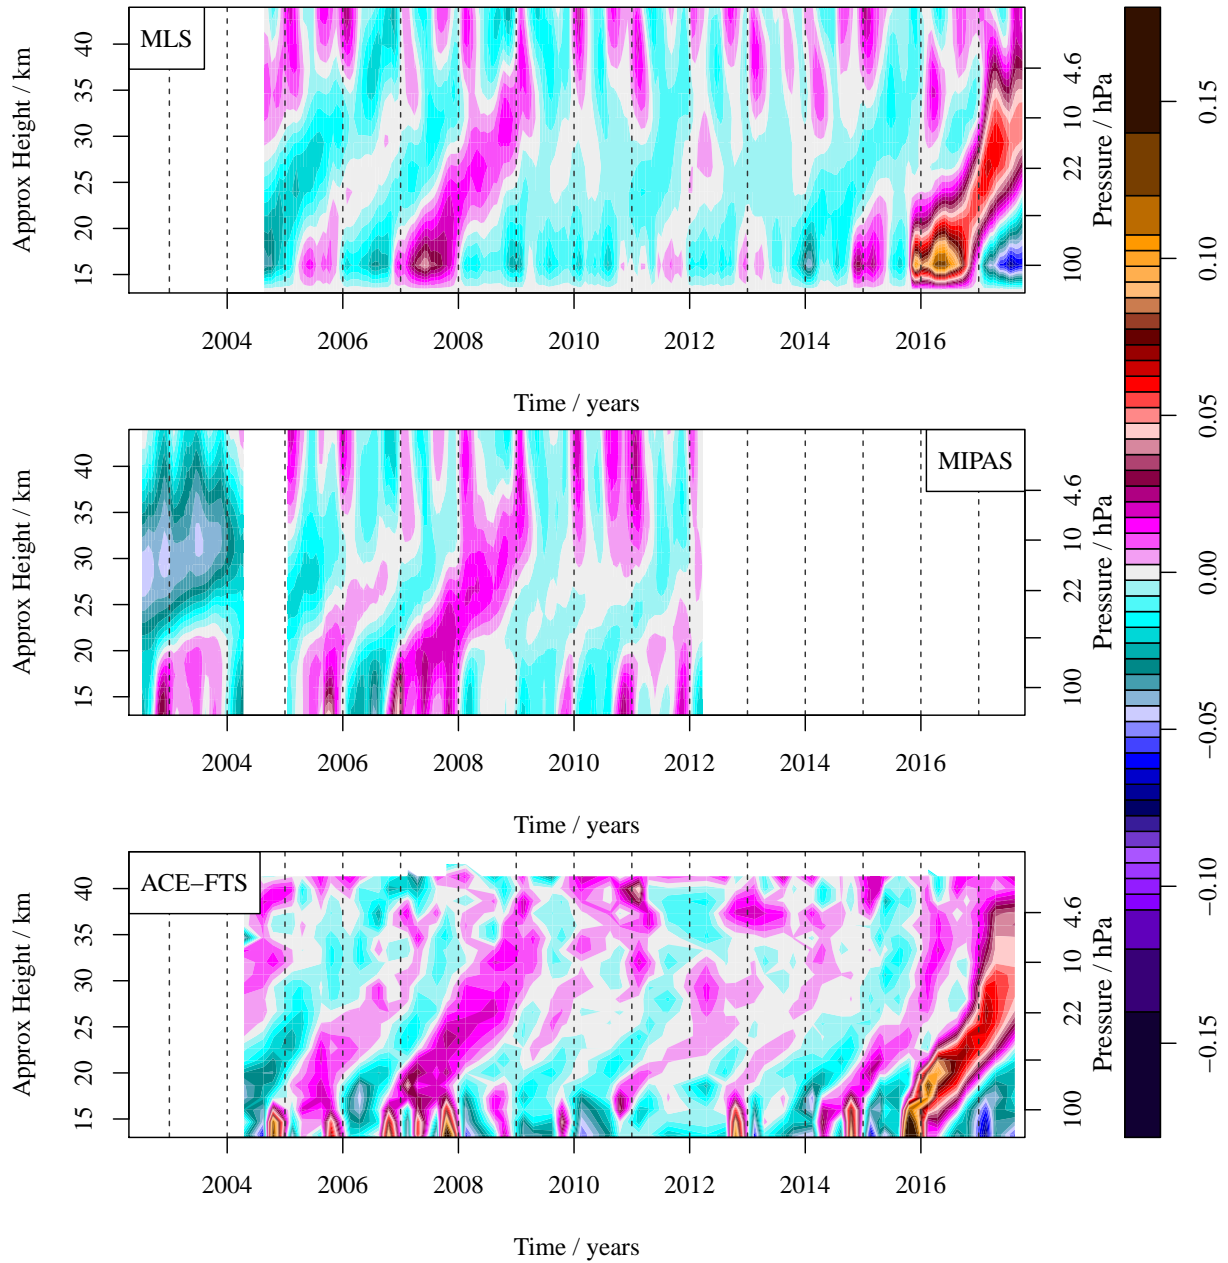 MLS
Approx Height / km
40
35
30
25
20
15
4.6
10
22
100
Pressure / hPa
2004 2006 2008 2010 2012 2014 2016
Time / years
MIPAS
Approx Height / km
40
35
30
25
20
15
4.6
10
22
100
Pressure / hPa
2004 2006 2008 2010 2012 2014 2016
Time / years
ACE−FTS
Approx Height / km
40
35
30
25
20
15
4.6
10
22
100
Pressure / hPa
2004 2006 2008 2010 2012 2014 2016
Time / years
0.15
0.10
0.05
0.00
−0.05
−0.10
−0.15